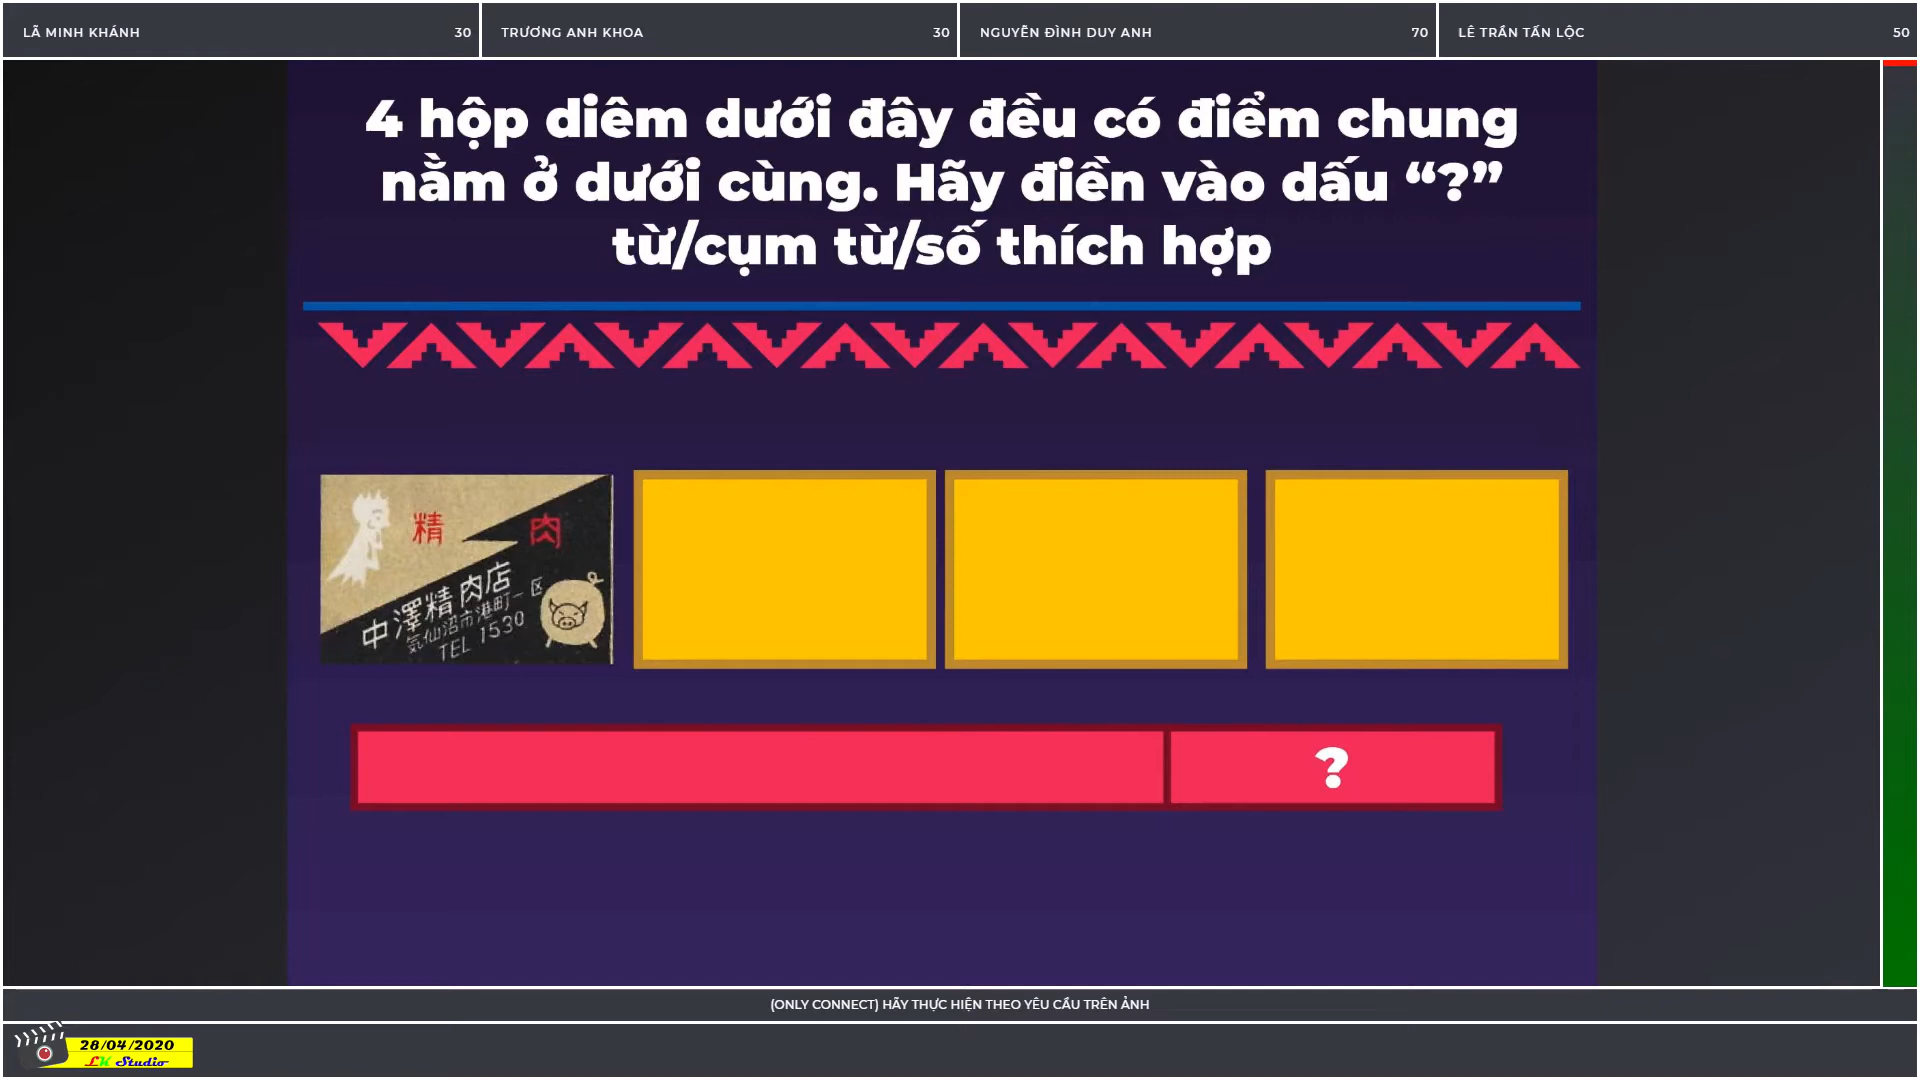 LÃ MINH KHÁNH 30
TRƯƠNG ANH KHOA 30
NGUYỄN ĐÌNH DUY ANH 70
LÊ TRẦN TẤN LỘC 50
4 hộp diêm dưới đây đều có điểm chung
nằm ở dưới cùng. Hãy điền vào dấu “?”
từ/cụm từ/số thích hợp
精 肉
中澤精肉店
気仙沼市港町一区
TEL 1530
?
(ONLY CONNECT) HÃY THỰC HIỆN THEO YÊU CẦU TRÊN ẢNH
28/04/2020
LK Studio